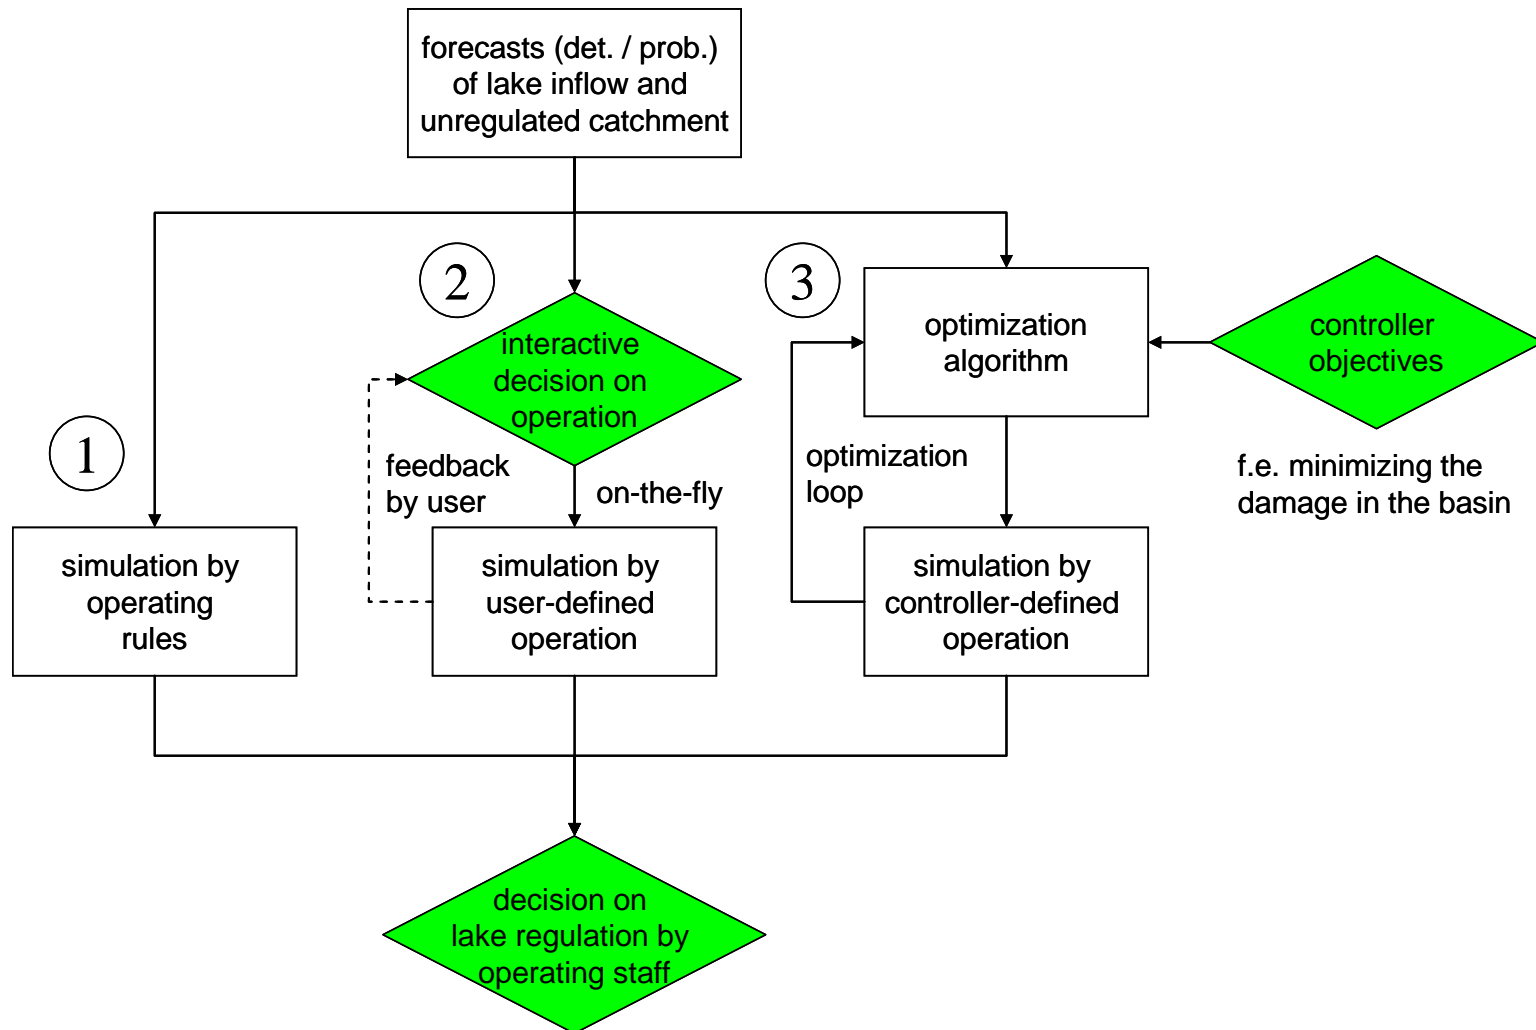 forecasts (det. / prob.)
of lake inflow and
unregulated catchment
1
simulation by
operating
rules
2
interactive
decision on
operation
feedback
by user
on-the-fly
simulation by
user-defined
operation
3
optimization
algorithm
controller
objectives
f.e. minimizing the
damage in the basin
optimization
loop
simulation by
controller-defined
operation
decision on
lake regulation by
operating staff